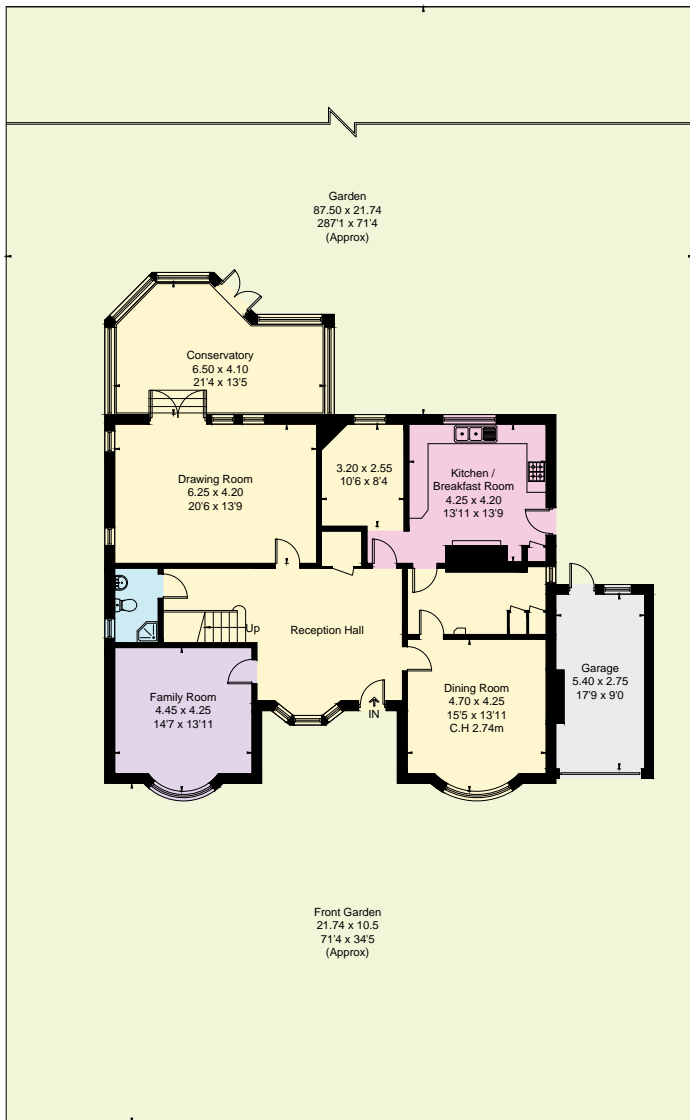 Garden
87.50 x 21.74
287'1 x 71'4
(Approx)
Conservatory
6.50 x 4.10
21'4 x 13'5
Drawing Room
6.25 x 4.20
20'6 x 13'9
3.20 x 2.55
10'6 x 8'4
Kitchen /
Breakfast Room
4.25 x 4.20
13'11 x 13'9
Up
Reception Hall
IN
Family Room
4.45 x 4.25
14'7 x 13'11
Dining Room
4.70 x 4.25
15'5 x 13'11
C.H 2.74m
Garage
5.40 x 2.75
17'9 x 9'0
Front Garden
21.74 x 10.5
71'4 x 34'5
(Approx)